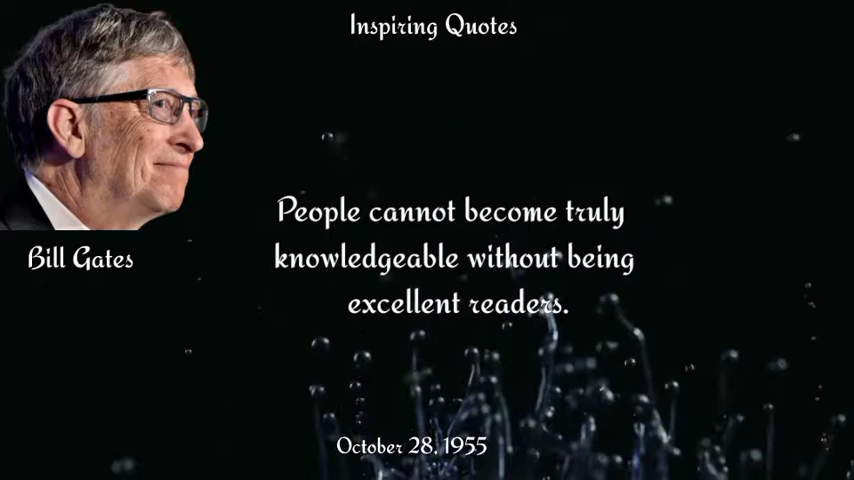 Inspiring Quotes
Bill Gates
People cannot become truly
knowledgeable without being
excellent readers.
October 28, 1955